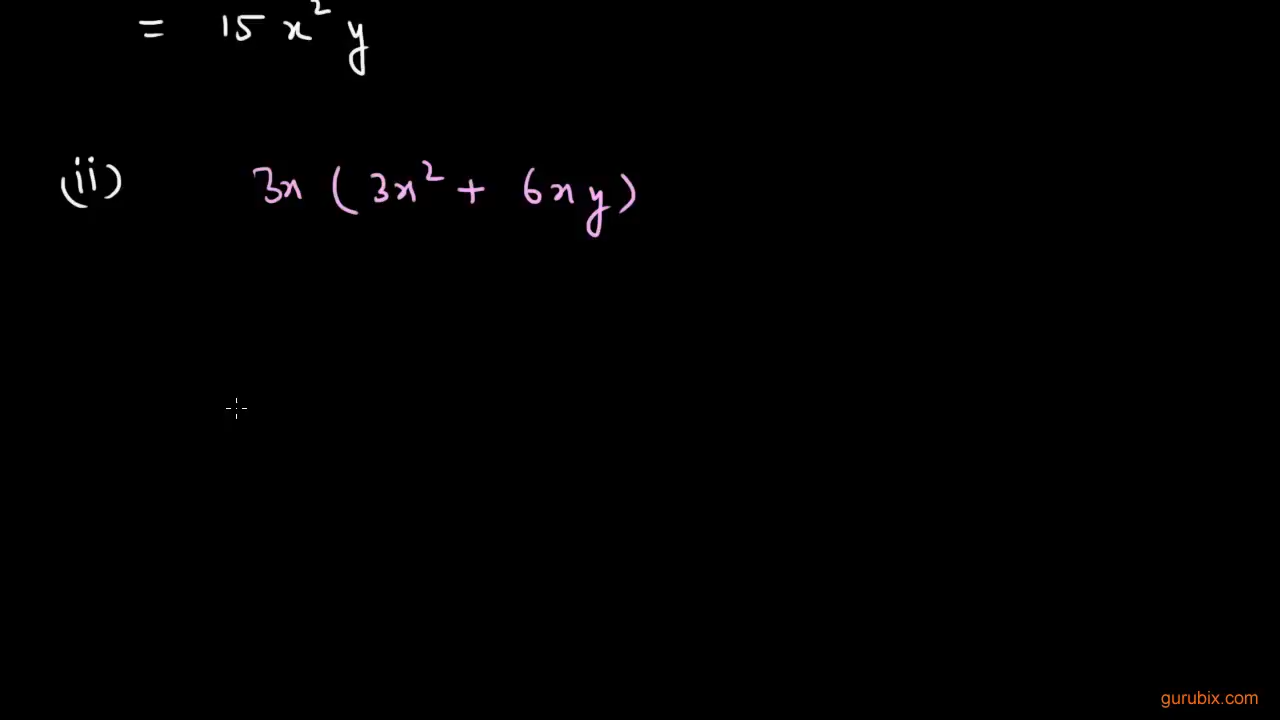 = 15 x² y
(ii) 3x ( 3x² + 6xy )
gurubix.com